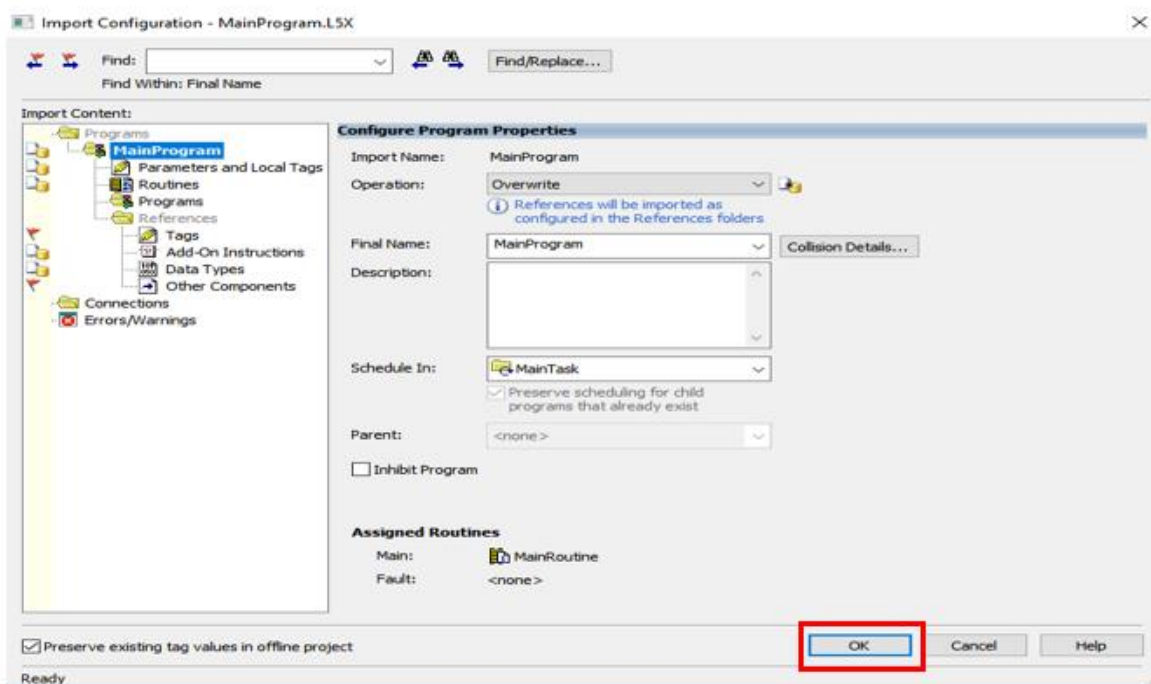 Import Configuration - MainProgram.L5X
Find:
Find/Replace...
Find Within: Final Name
Import Content:
Programs
MainProgram
Parameters and Local Tags
Routines
Programs
References
Tags
Add-On Instructions
Data Types
Other Components
Connections
Errors/Warnings
Configure Program Properties
Import Name: MainProgram
Operation: Overwrite
References will be imported as
configured in the References folders
Final Name: MainProgram Collision Details...
Description:
Schedule In: MainTask
Preserve scheduling for child
programs that already exist
Parent: <none>
Inhibit Program
Assigned Routines
Main: MainRoutine
Fault: <none>
Preserve existing tag values in offline project
OK Cancel Help
Ready